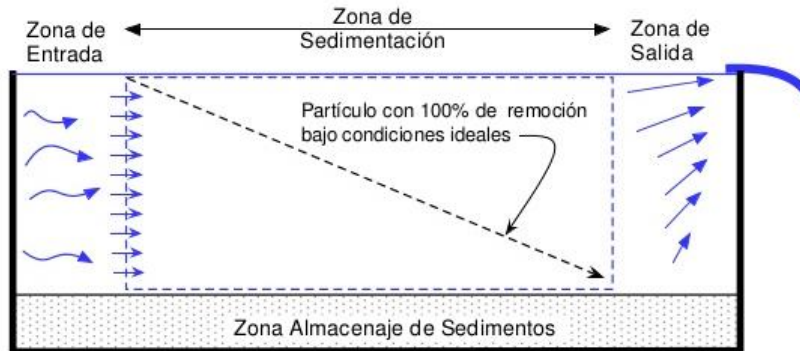 Zona de
Entrada
Zona de
Sedimentación
Zona de
Salida
Partículo con 100% de remoción
bajo condiciones ideales
Zona Almacenaje de Sedimentos